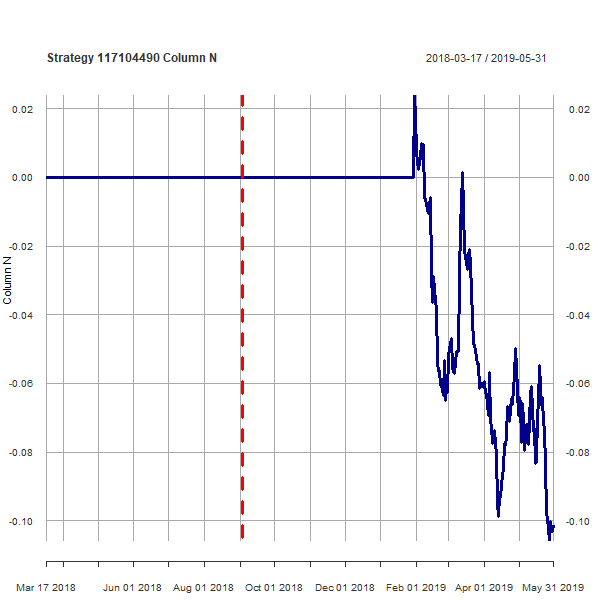 Strategy 117104490 Column N
2018-03-17 / 2019-05-31
0.02 0.02
0.00 0.00
-0.02 -0.02
-0.04 -0.04
-0.06 -0.06
-0.08 -0.08
-0.10 -0.10
Column N
Mar 17 2018 Jun 01 2018 Aug 01 2018 Oct 01 2018 Dec 01 2018 Feb 01 2019 Apr 01 2019 May 31 2019